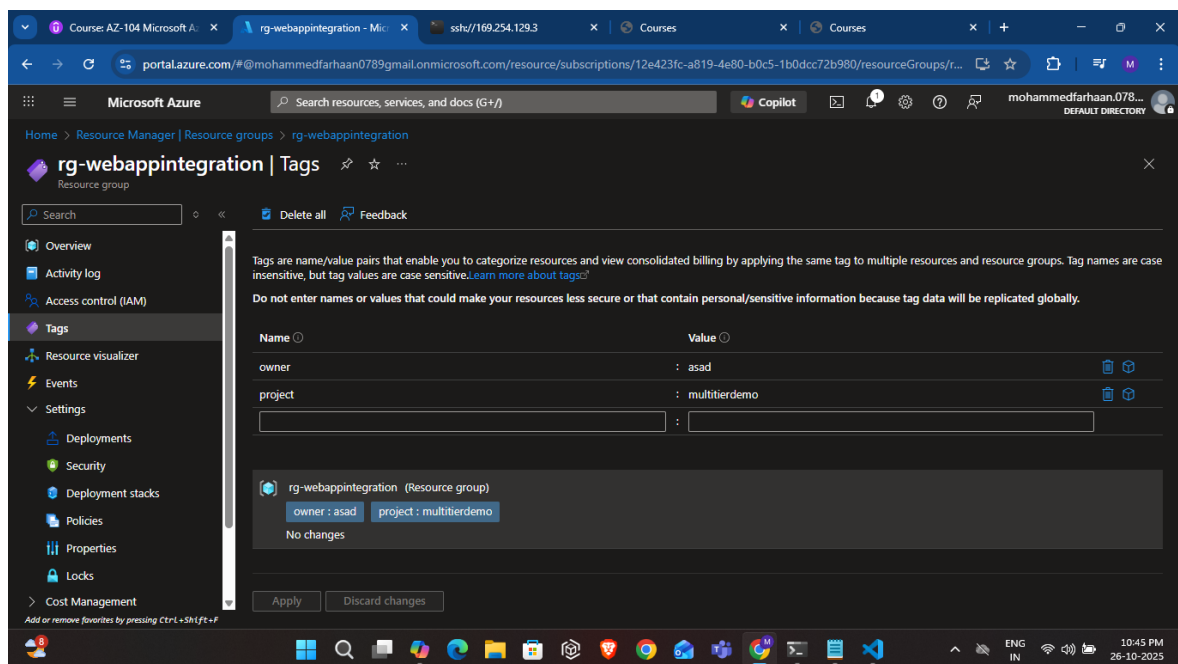 Course: AZ-104 Microsoft A
rg-webappintegration - Mic
ssh://169.254.129.3
Courses
Courses
portal.azure.com/#@mohammedfarhaan0789gmail.onmicrosoft.com/resource/subscriptions/12e423fc-a819-4e80-b0c5-1b0dcc72b980/resourceGroups/r...
M
Microsoft Azure
Search resources, services, and docs (G+/)
Copilot
1
mohammedfarhaan.078...
DEFAULT DIRECTORY
Home > Resource Manager | Resource groups > rg-webappintegration
rg-webappintegration | Tags
Resource group
Search
Delete all
Feedback
Overview
Activity log
Access control (IAM)
Tags
Resource visualizer
Events
Settings
Deployments
Security
Deployment stacks
Policies
Properties
Locks
Cost Management
Add or remove favorites by pressing Ctrl+Shift+F
Tags are name/value pairs that enable you to categorize resources and view consolidated billing by applying the same tag to multiple resources and resource groups. Tag names are case
insensitive, but tag values are case sensitive.Learn more about tags
Do not enter names or values that could make your resources less secure or that contain personal/sensitive information because tag data will be replicated globally.
Name Value
owner : asad
project : multitierdemo
:
rg-webappintegration (Resource group)
owner : asad project : multitierdemo
No changes
Apply Discard changes
8
M
ENG
IN
10:45 PM
26-10-2025